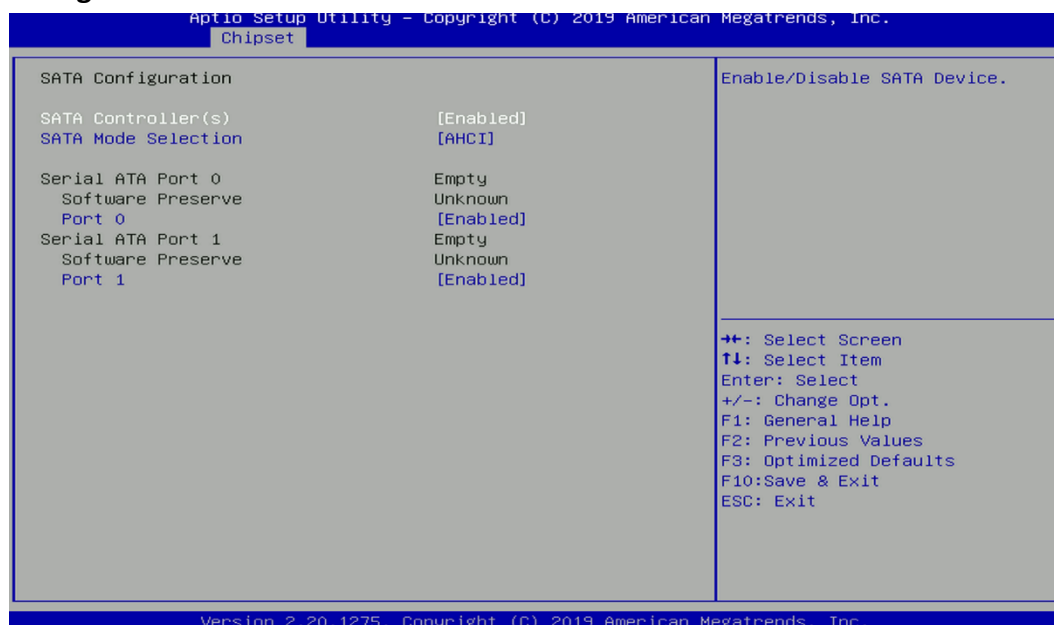 Aptio Setup Utility – Copyright (C) 2019 American Megatrends, Inc.
Chipset
SATA Configuration
SATA Controller(s) [Enabled]
SATA Mode Selection [AHCI]
Serial ATA Port 0 Empty
Software Preserve Unknown
Port 0 [Enabled]
Serial ATA Port 1 Empty
Software Preserve Unknown
Port 1 [Enabled]
Enable/Disable SATA Device.
→←: Select Screen
↑↓: Select Item
Enter: Select
+/-: Change Opt.
F1: General Help
F2: Previous Values
F3: Optimized Defaults
F10:Save & Exit
ESC: Exit
Version 2.20.1275. Copyright (C) 2019 American Megatrends, Inc.